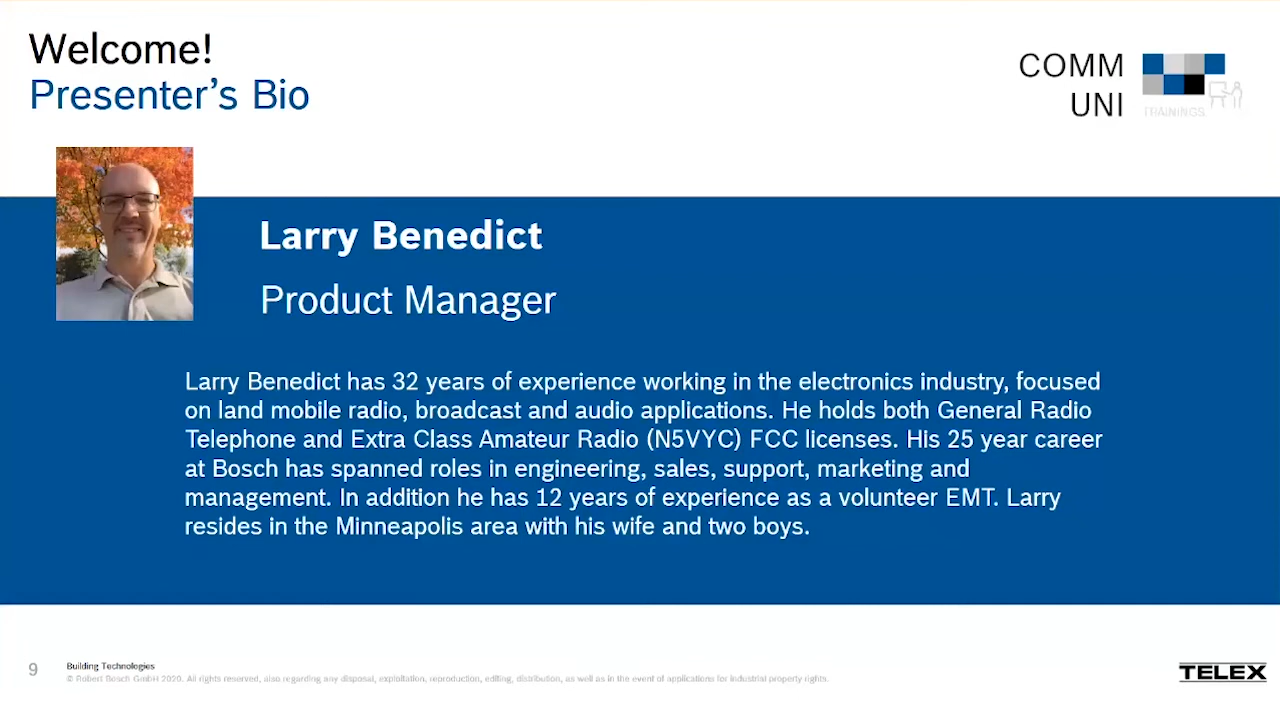 Welcome!
Presenter's Bio
COMM
UNI
TRAININGS
Larry Benedict
Product Manager
Larry Benedict has 32 years of experience working in the electronics industry, focused
on land mobile radio, broadcast and audio applications. He holds both General Radio
Telephone and Extra Class Amateur Radio (N5VYC) FCC licenses. His 25 year career
at Bosch has spanned roles in engineering, sales, support, marketing and
management. In addition he has 12 years of experience as a volunteer EMT. Larry
resides in the Minneapolis area with his wife and two boys.
9
Building Technologies
© Robert Bosch GmbH 2020. All rights reserved, also regarding any disposal, exploitation, reproduction, editing, distribution, as well as in the event of applications for industrial property rights.
TELEX